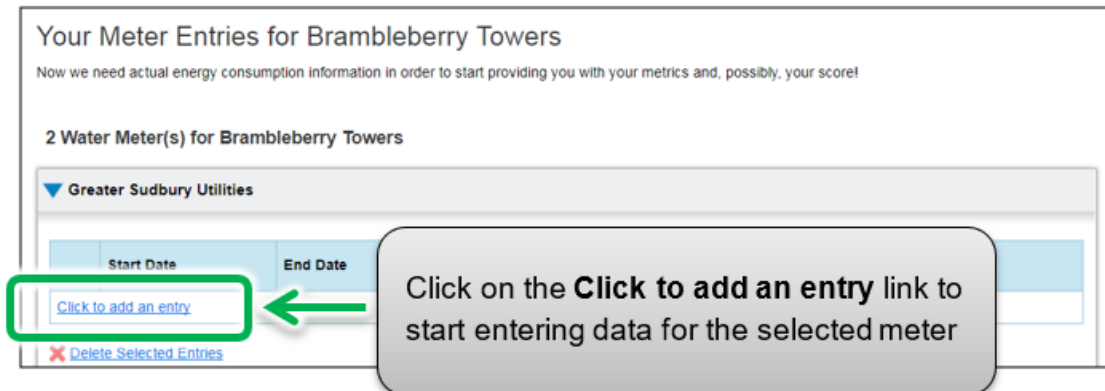 Your Meter Entries for Brambleberry Towers
Now we need actual energy consumption information in order to start providing you with your metrics and, possibly, your score!
2 Water Meter(s) for Brambleberry Towers
Greater Sudbury Utilities
Start Date End Date
Click to add an entry
Click on the Click to add an entry link to
start entering data for the selected meter
Delete Selected Entries